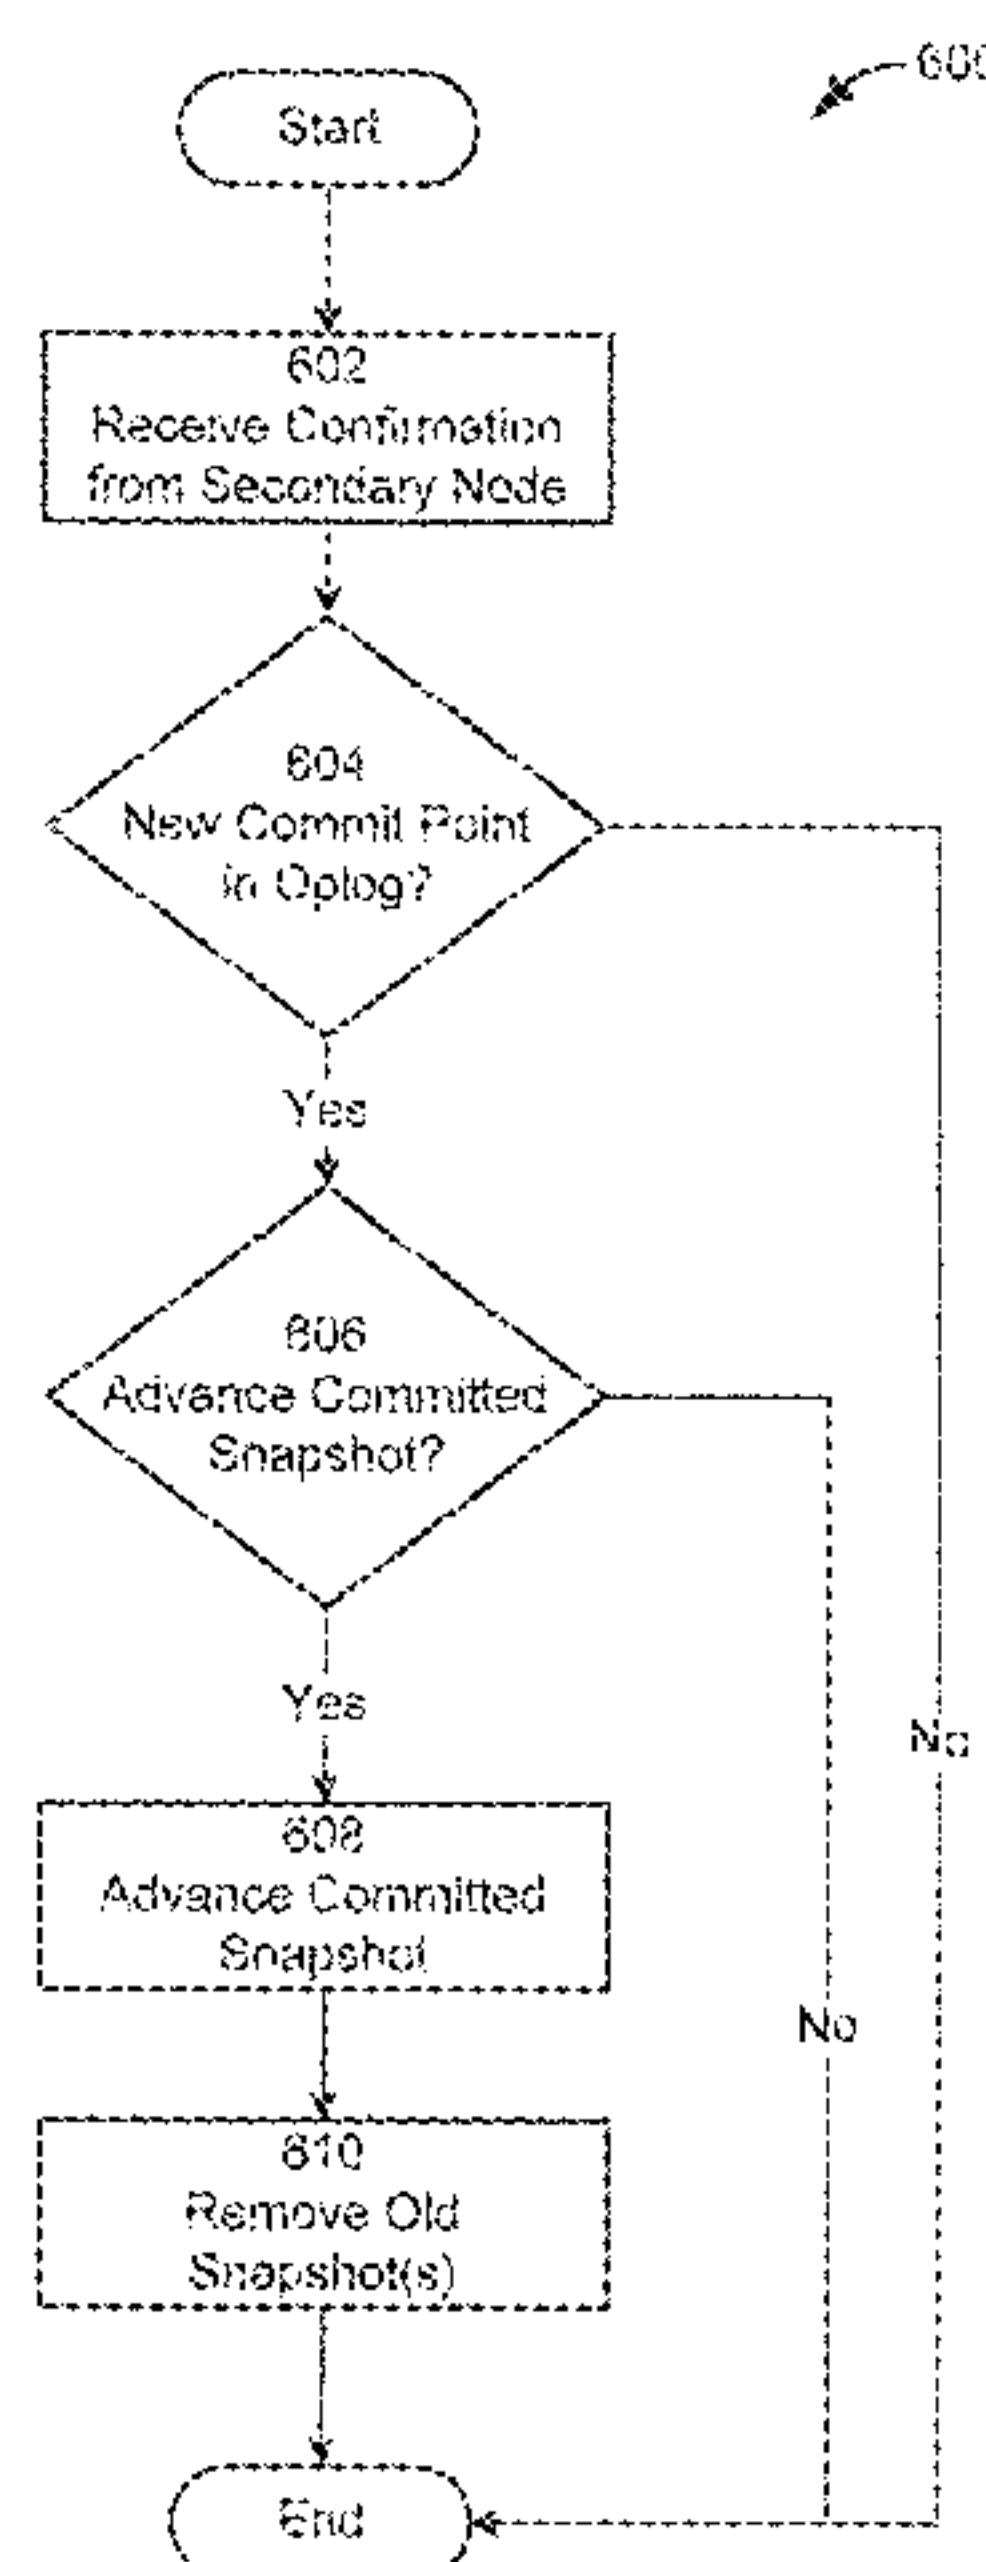 600
Start
602
Receive Confirmation
from Secondary Node
604
New Commit Point
in Oplog?
Yes
606
Advance Committed
Snapshot?
Yes
No
608
Advance Committed
Snapshot
No
610
Remove Old
Snapshot(s)
End